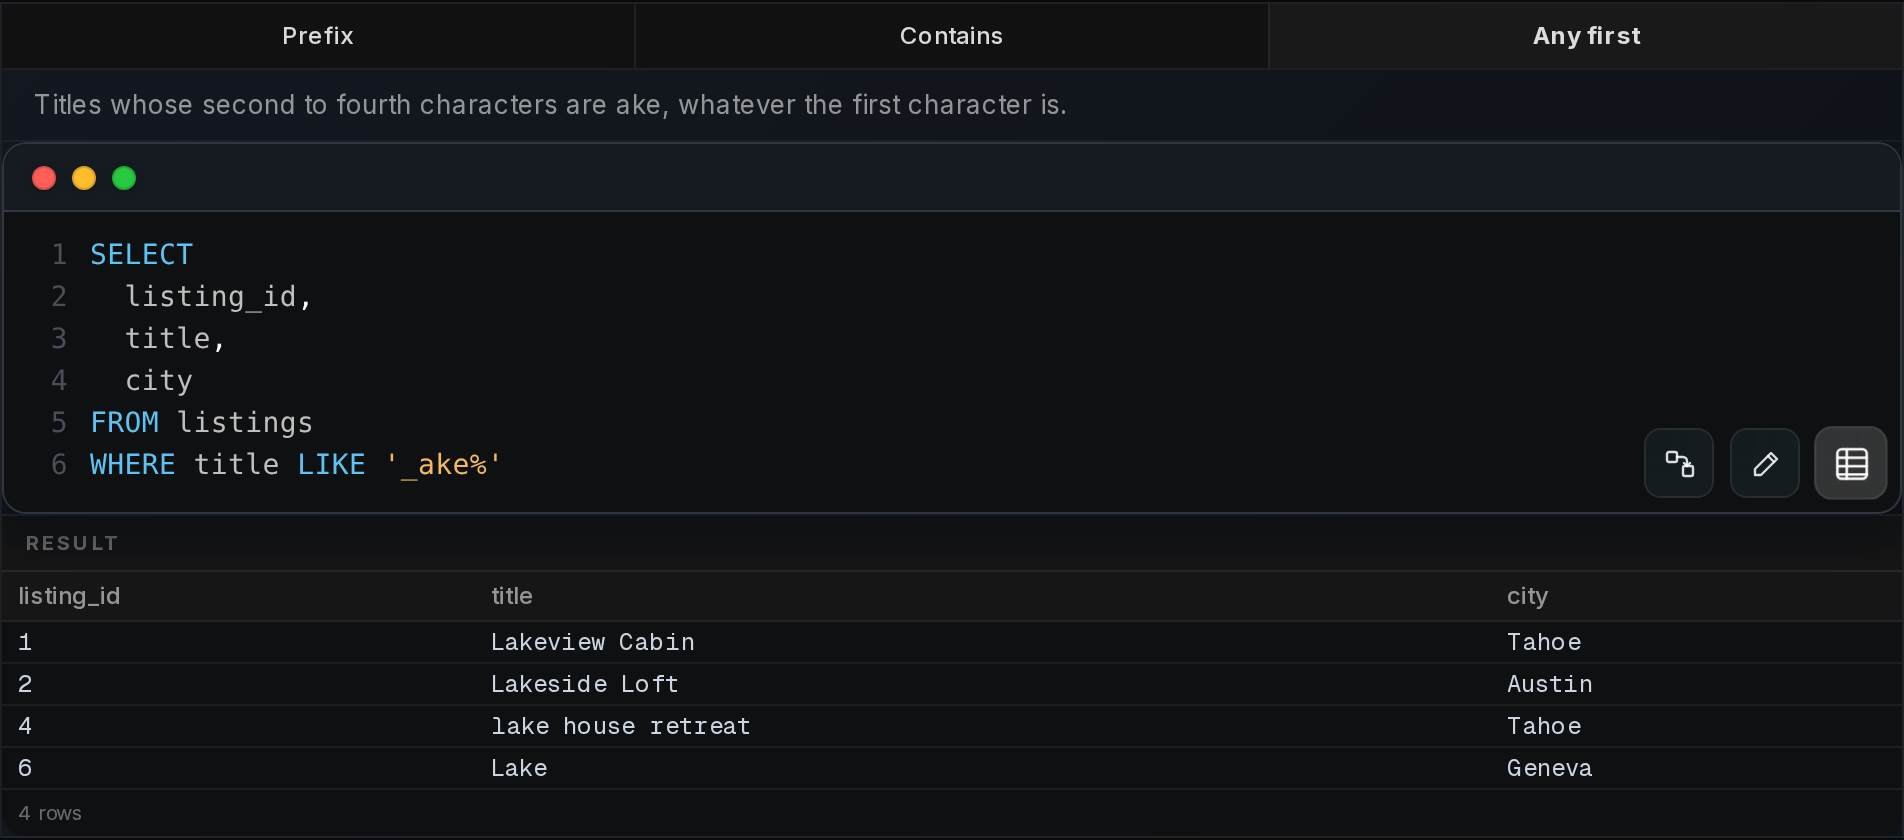 Prefix
Contains
Any first
Titles whose second to fourth characters are ake, whatever the first character is.
1 SELECT
2   listing_id,
3   title,
4   city
5 FROM listings
6 WHERE title LIKE '_ake%'
RESULT
listing_id title city
1 Lakeview Cabin Tahoe
2 Lakeside Loft Austin
4 lake house retreat Tahoe
6 Lake Geneva
4 rows